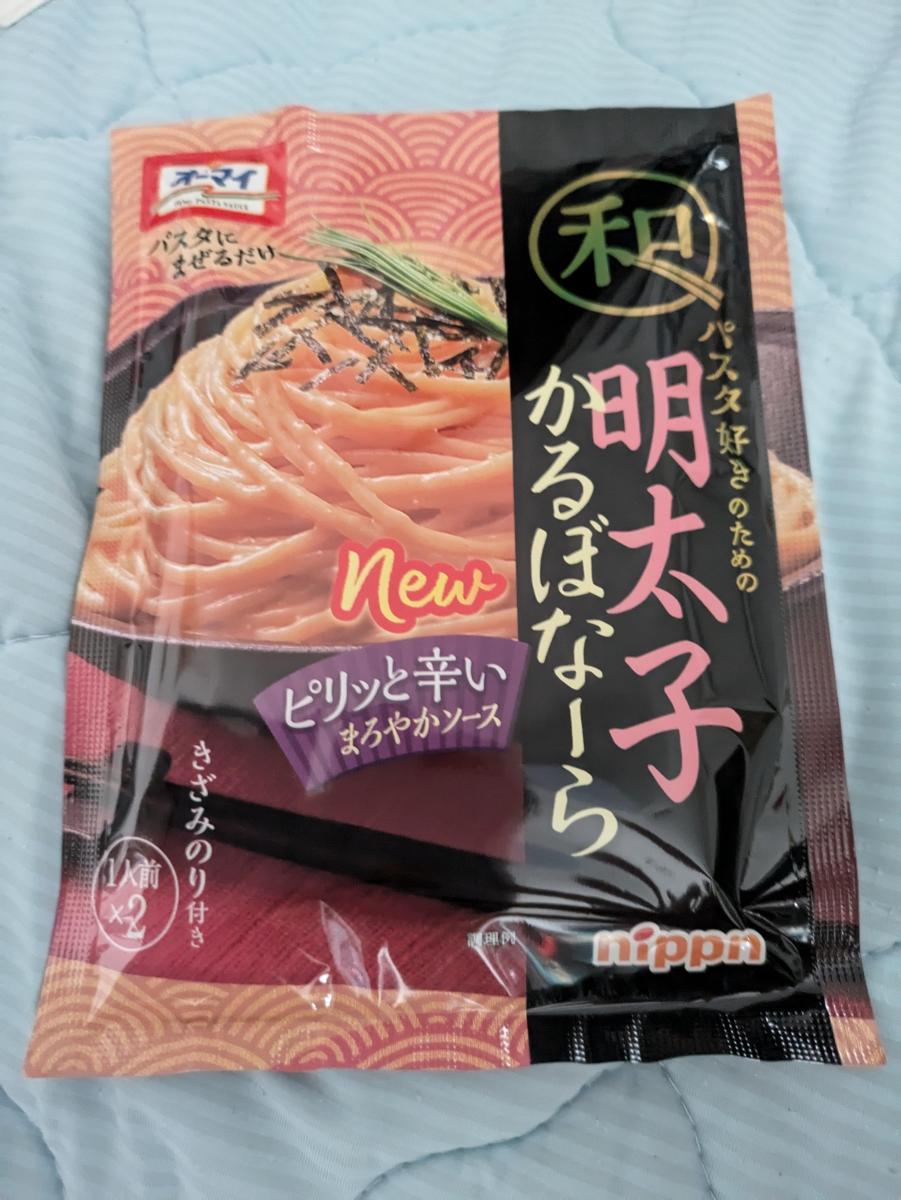 オーマイ
パスタに
まぜるだけ
和
パスタ好きのための
明太子
かるぼなーら
New
ピリッと辛い
まろやかソース
きざみのり付き
1人前
×2
調理例
nippn